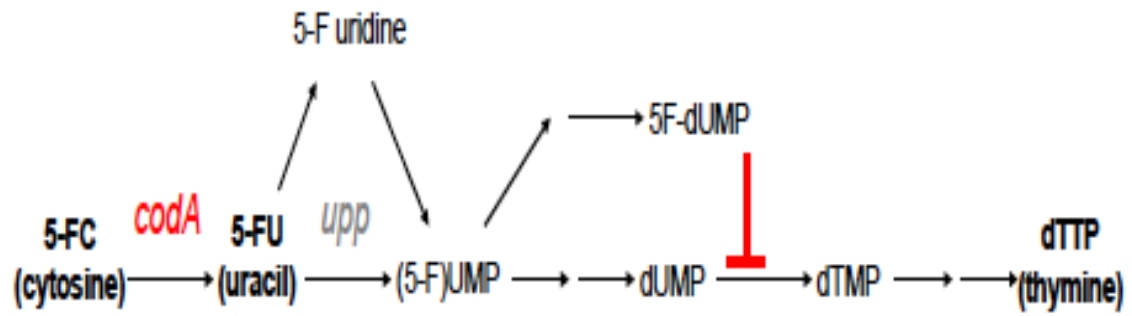 5-F uridine
5F-dUMP
codA
upp
5-FC
(cytosine)
5-FU
(uracil)
(5-F)UMP
dUMP
dTMP
dTTP
(thymine)